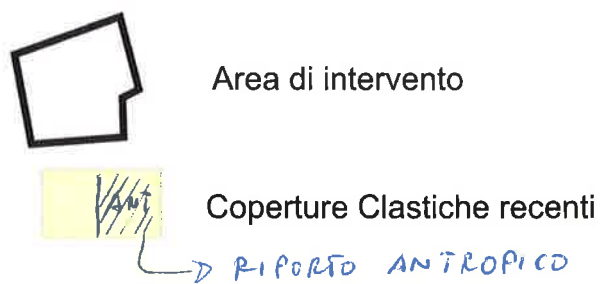 Area di intervento
ANT
Coperture Clastiche recenti
RIPORTO ANTROPICO